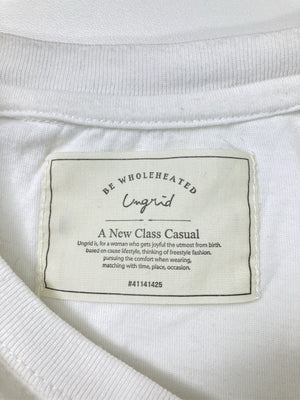 BE WHOLEHEATED
Ungrid
A New Class Casual
Ungrid is, for a woman who gets joyful the utmost from birth.
based on cause lifestyle, thinking of freestyle fashion.
pursuing the comfort when wearing,
matching with time, place, occasion.
#41141425